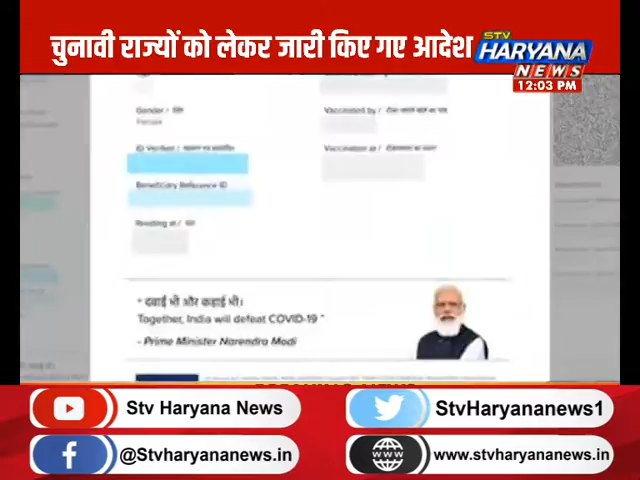 चुनावी राज्यों को लेकर जारी किए गए आदेश
STV
HARYANA
NEWS
12:03 PM
Gender / लिंग
Female
Vaccinated by /
ID Verified /
Vaccination at /
Beneficiary Reference ID
Residing at /
" दवाई भी और कड़ाई भी।
Together, India will defeat COVID-19 "
- Prime Minister Narendra Modi
Stv Haryana News
StvHaryananews1
@Stvharyananews.in
www.stvharyananews.in